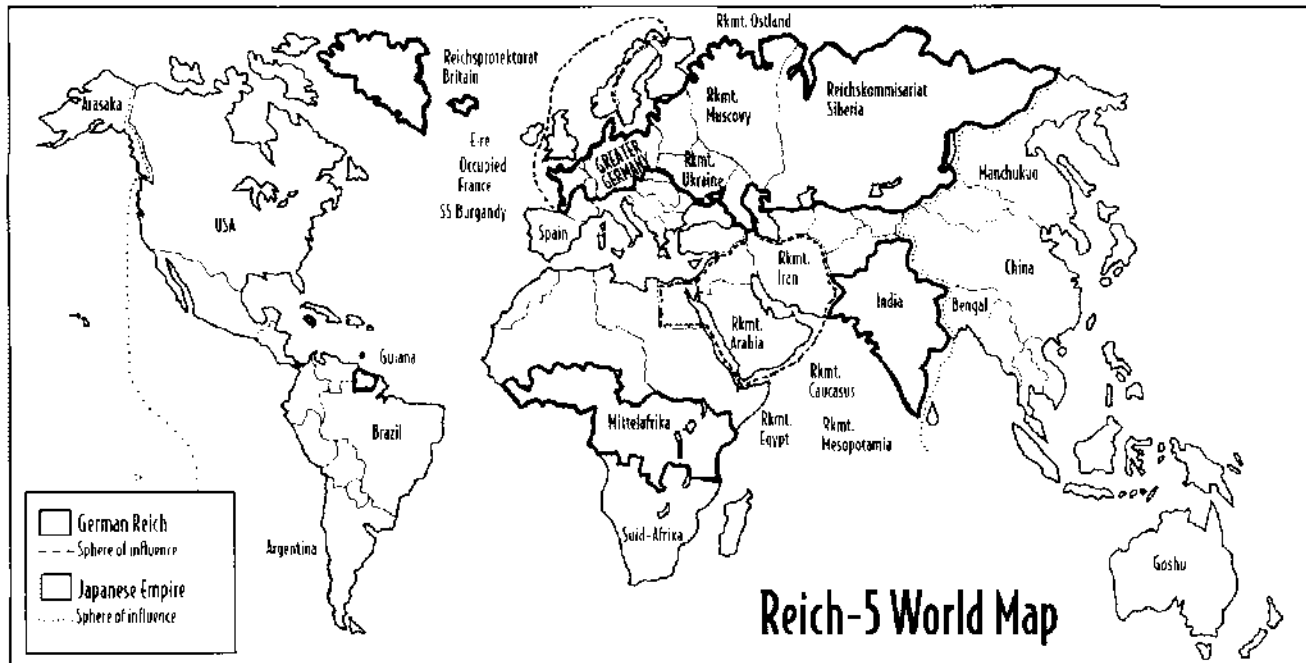 Rkmt. Ostland
Reichsprotektorat
Britain
Arasaka
Rkmt.
Muscovy
Reichskommisariat
Siberia
Eire
Occupied
France
SS Burgandy
GREATER
GERMANY
Rkmt.
Ukraine
Manchukuo
USA
Spain
Rkmt.
Iran
China
India
Bengal
Rkmt.
Arabia
Guiana
Rkmt.
Caucasus
Mittelafrika
Rkmt.
Egypt
Rkmt.
Mesopotamia
Brazil
German Reich
Sphere of influence
Japanese Empire
Sphere of influence
Argentina
Suid-Afrika
Goshu
Reich-5 World Map